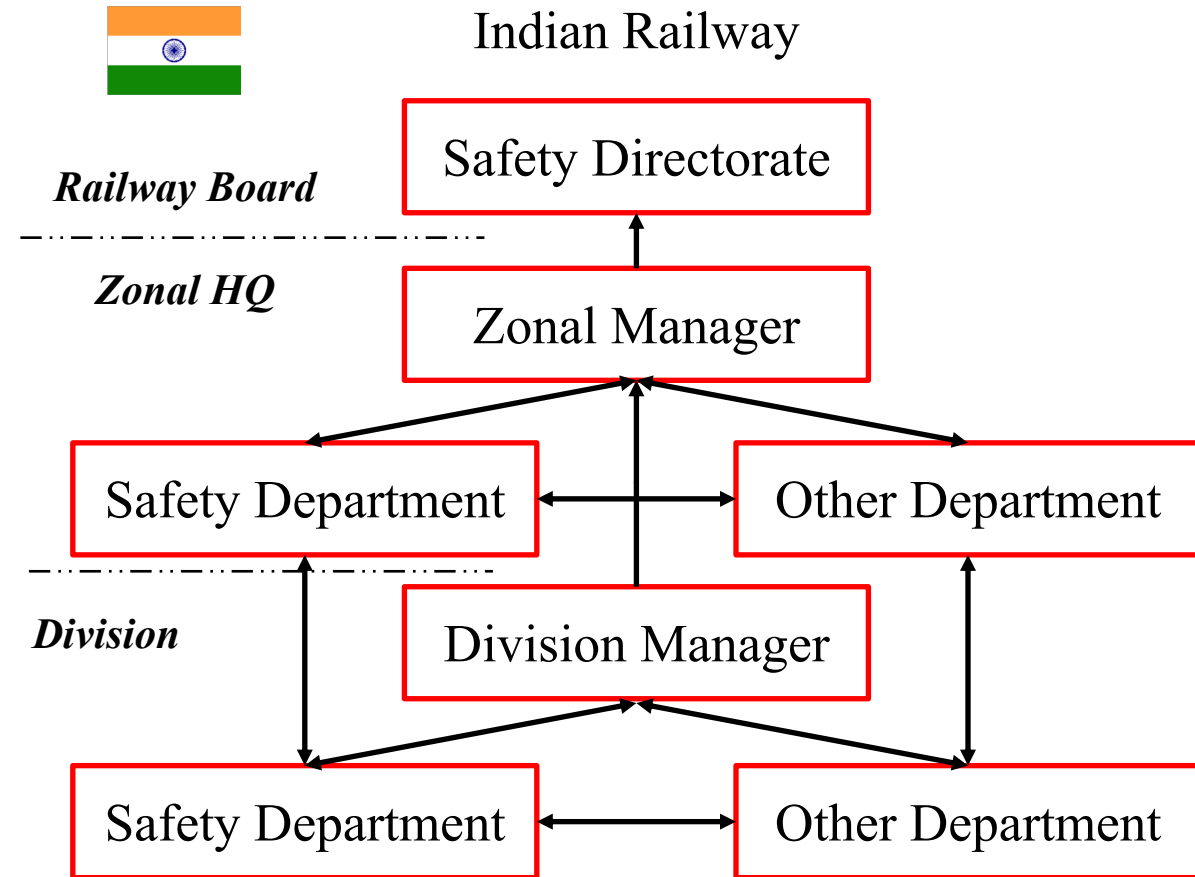 Indian Railway
Safety Directorate
Railway Board
Zonal HQ
Zonal Manager
Safety Department
Other Department
Division
Division Manager
Safety Department
Other Department